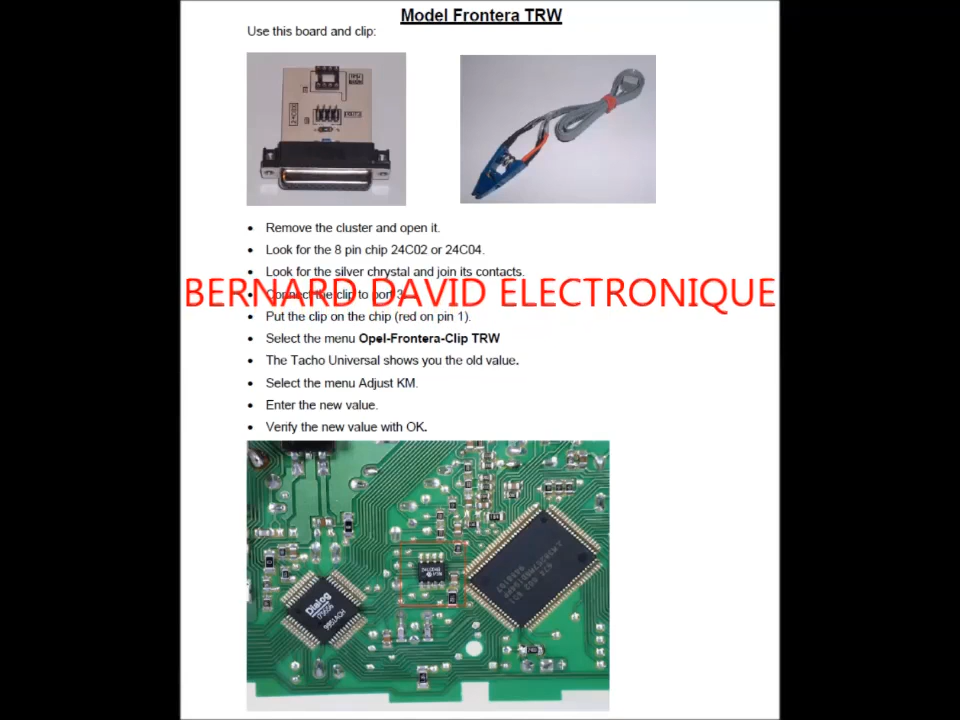 Model Frontera TRW
Use this board and clip:
Remove the cluster and open it.
Look for the 8 pin chip 24C02 or 24C04.
Look for the silver chrystal and join its contacts.
Connect the clip to port 3.
BERNARD DAVID ELECTRONIQUE
Put the clip on the chip (red on pin 1).
Select the menu Opel-Frontera-Clip TRW
The Tacho Universal shows you the old value.
Select the menu Adjust KM.
Enter the new value.
Verify the new value with OK.
Dialog